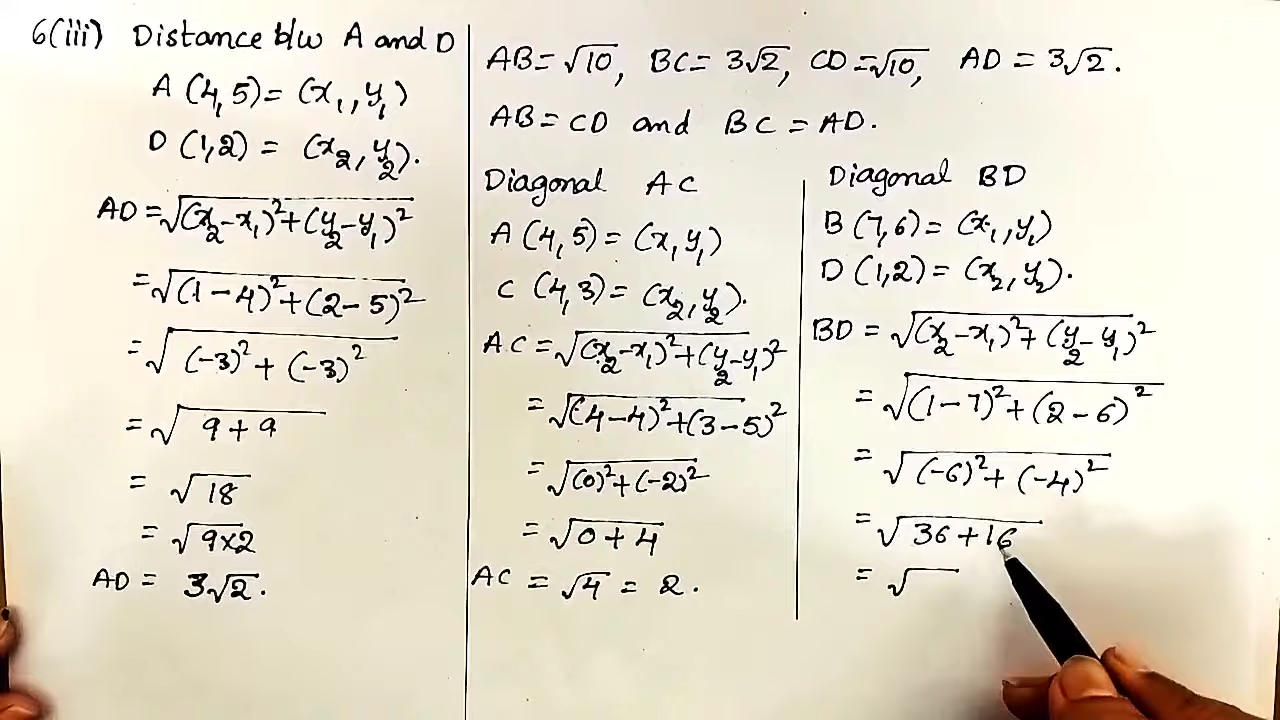 6(iii) Distance b/w A and D
A (4,5) = (x₁, y₁)
D (1,2) = (x₂, y₂).
AD = √(x₂-x₁)²+(y₂-y₁)²
= √(1-4)²+(2-5)²
= √(-3)²+(-3)²
= √9+9
= √18
= √9×2
AD = 3√2.
AB = √10, BC = 3√2, CD = √10, AD = 3√2.
AB = CD and BC = AD.
Diagonal AC
A (4,5) = (x, y₁)
C (4,3) = (x₂, y₂).
AC = √(x₂-x₁)²+(y₂-y₁)²
= √(4-4)²+(3-5)²
= √(0)²+(-2)²
= √0+4
AC = √4 = 2.
Diagonal BD
B (7,6) = (x₁, y₁)
D (1,2) = (x₂, y₂).
BD = √(x₂-x₁)²+(y₂-y₁)²
= √(1-7)²+(2-6)²
= √(-6)²+(-4)²
= √36+16
= √